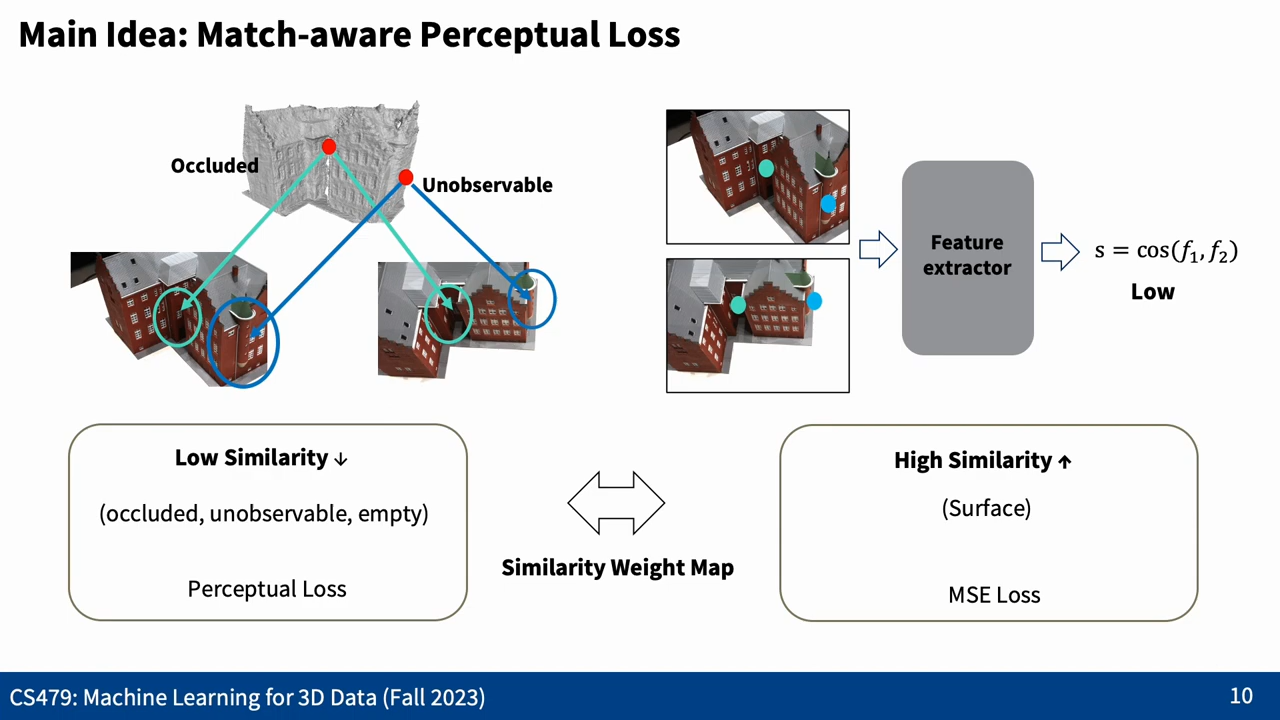 Main Idea: Match-aware Perceptual Loss
Occluded
Unobservable
Feature
extractor
s = cos(f₁, f₂)
Low
Low Similarity ↓
(occluded, unobservable, empty)
Perceptual Loss
Similarity Weight Map
High Similarity ↑
(Surface)
MSE Loss
CS479: Machine Learning for 3D Data (Fall 2023)
10